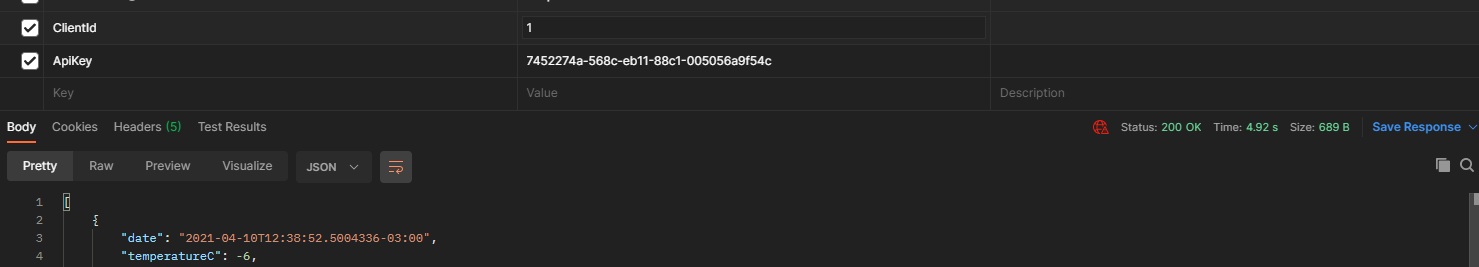 ClientId 1
ApiKey 7452274a-568c-eb11-88c1-005056a9f54c
Key Value Description
Body Cookies Headers (5) Test Results Status: 200 OK Time: 4.92 s Size: 689 B Save Response
Pretty Raw Preview Visualize JSON
1 [
2 {
3 "date": "2021-04-10T12:38:52.5004336-03:00",
4 "temperatureC": -6,